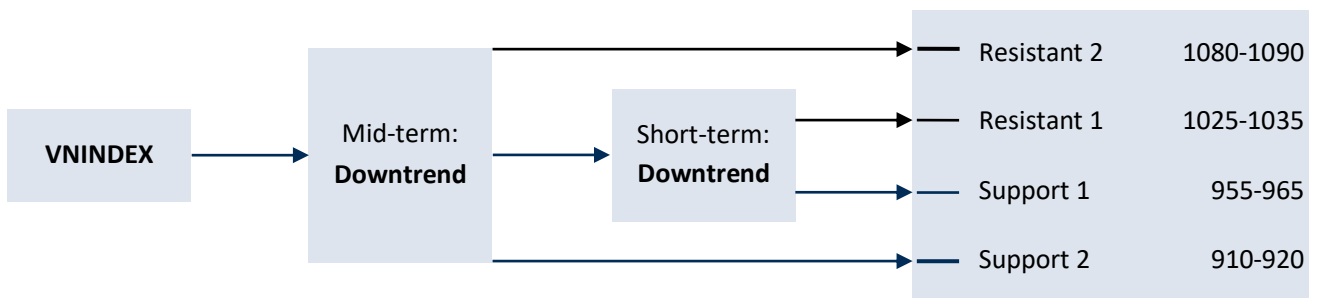 VNINDEX
Mid-term:
Downtrend
Short-term:
Downtrend
Resistant 2 1080-1090
Resistant 1 1025-1035
Support 1 955-965
Support 2 910-920